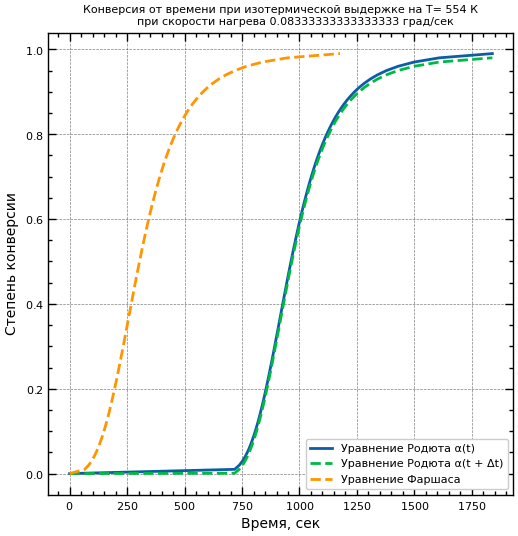 Конверсия от времени при изотермической выдержке на T= 554 K
при скорости нагрева 0.08333333333333333 град/сек
Степень конверсии
1.0
0.8
0.6
0.4
0.2
0.0
Уравнение Родюта α(t)
Уравнение Родюта α(t + Δt)
Уравнение Фаршаса
0
250
500
750
1000
1250
1500
1750
Время, сек